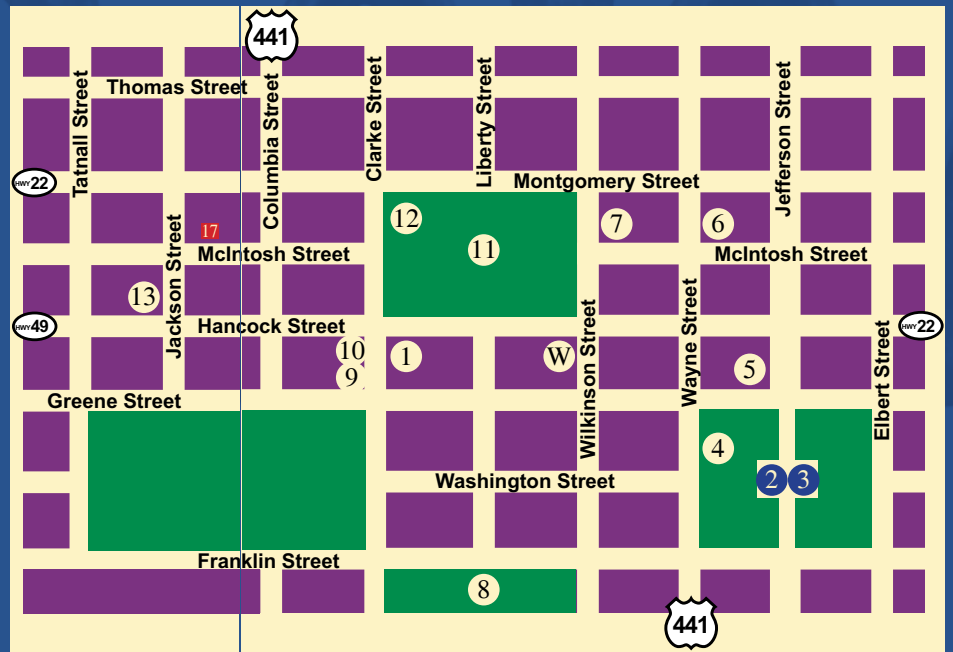 441
Thomas Street
Tatnall Street
Columbia Street
Clarke Street
Liberty Street
Jefferson Street
HWY 22
Montgomery Street
12
7
6
17
11
McIntosh Street
McIntosh Street
Jackson Street
13
HWY 49
Hancock Street
HWY 22
10
1
W
9
5
Wilkinson Street
Wayne Street
Elbert Street
Greene Street
4
Washington Street
2
3
Franklin Street
8
441